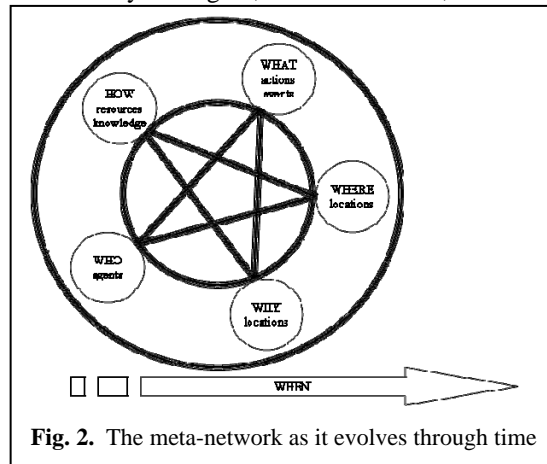 WHAT
actions
events
HOW
resources
knowledge
WHERE
locations
WHO
agents
WHY
locations
WHEN
Fig. 2. The meta-network as it evolves through time